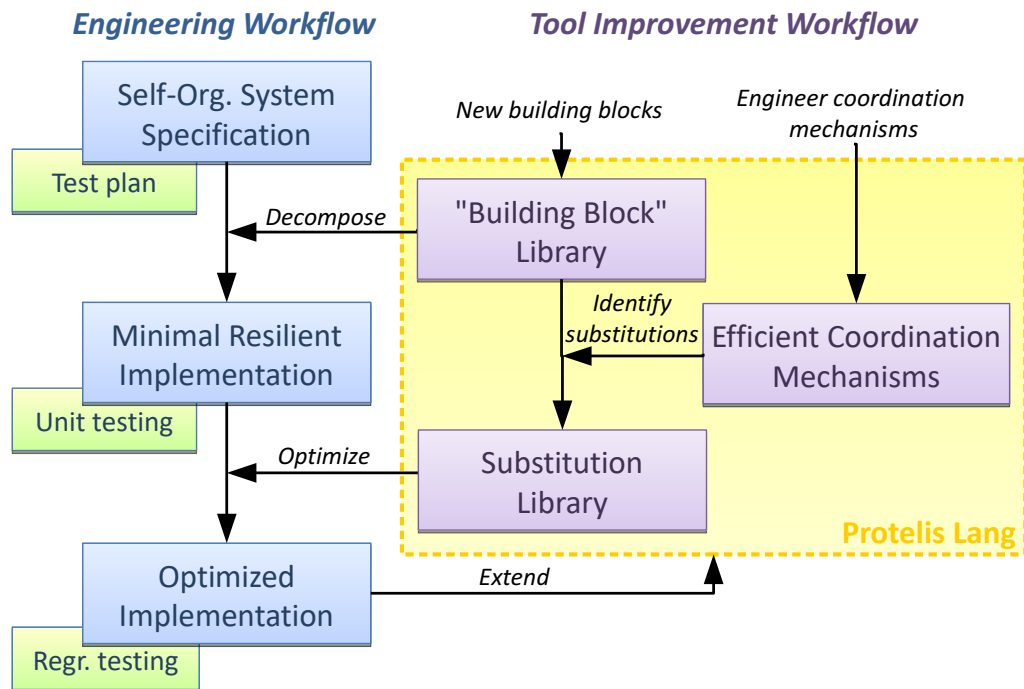 Engineering Workflow
Tool Improvement Workflow
Self-Org. System
Specification
Test plan
New building blocks
Engineer coordination
mechanisms
Decompose
"Building Block"
Library
Minimal Resilient
Implementation
Unit testing
Identify
substitutions
Efficient Coordination
Mechanisms
Optimize
Substitution
Library
Protelis Lang
Optimized
Implementation
Regr. testing
Extend